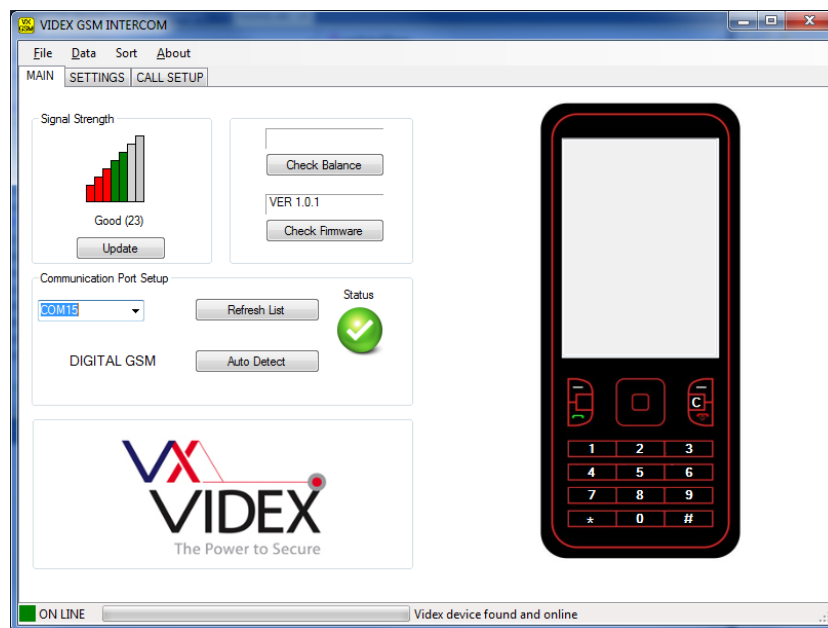 VX
GSM
VIDEX GSM INTERCOM
File Data Sort About
MAIN SETTINGS CALL SETUP
Signal Strength
Good (23)
Update
Check Balance
VER 1.0.1
Check Firmware
Communication Port Setup
COM15
Refresh List
Status
DIGITAL GSM
Auto Detect
VX
VIDEX
The Power to Secure
C
1 2 3
4 5 6
7 8 9
* 0 #
ON LINE
Videx device found and online